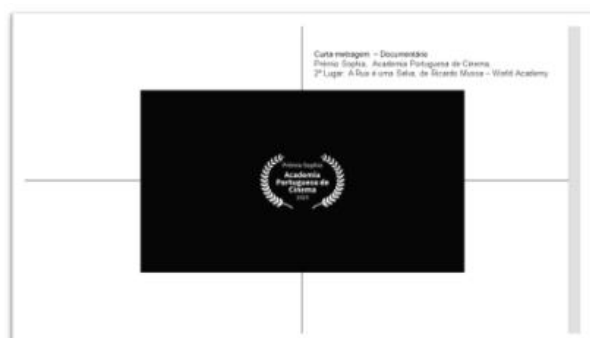 Curta-metragem – Documentário
Prémio Sophia, Academia Portuguesa de Cinema,
2º Lugar: A Rua é uma Selva, de Ricardo Mussa – World Academy
Prémio Sophia
Academia
Portuguesa de
Cinema